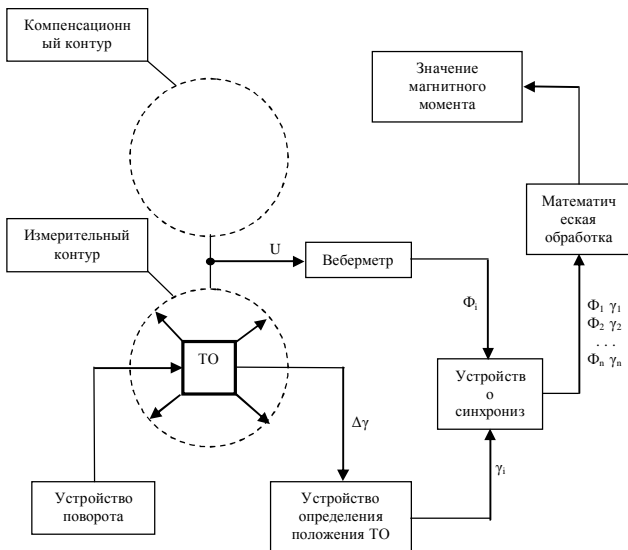 Компенсационн
ый контур
Значение
магнитного
момента
Измерительный
контур
Математич
еская
обработка
U
Веберметр
Φi
Φ1 γ1
Φ2 γ2
. . .
Φn γn
ТО
Устройств
о
синхрониз
Δγ
γi
Устройство
поворота
Устройство
определения
положения ТО